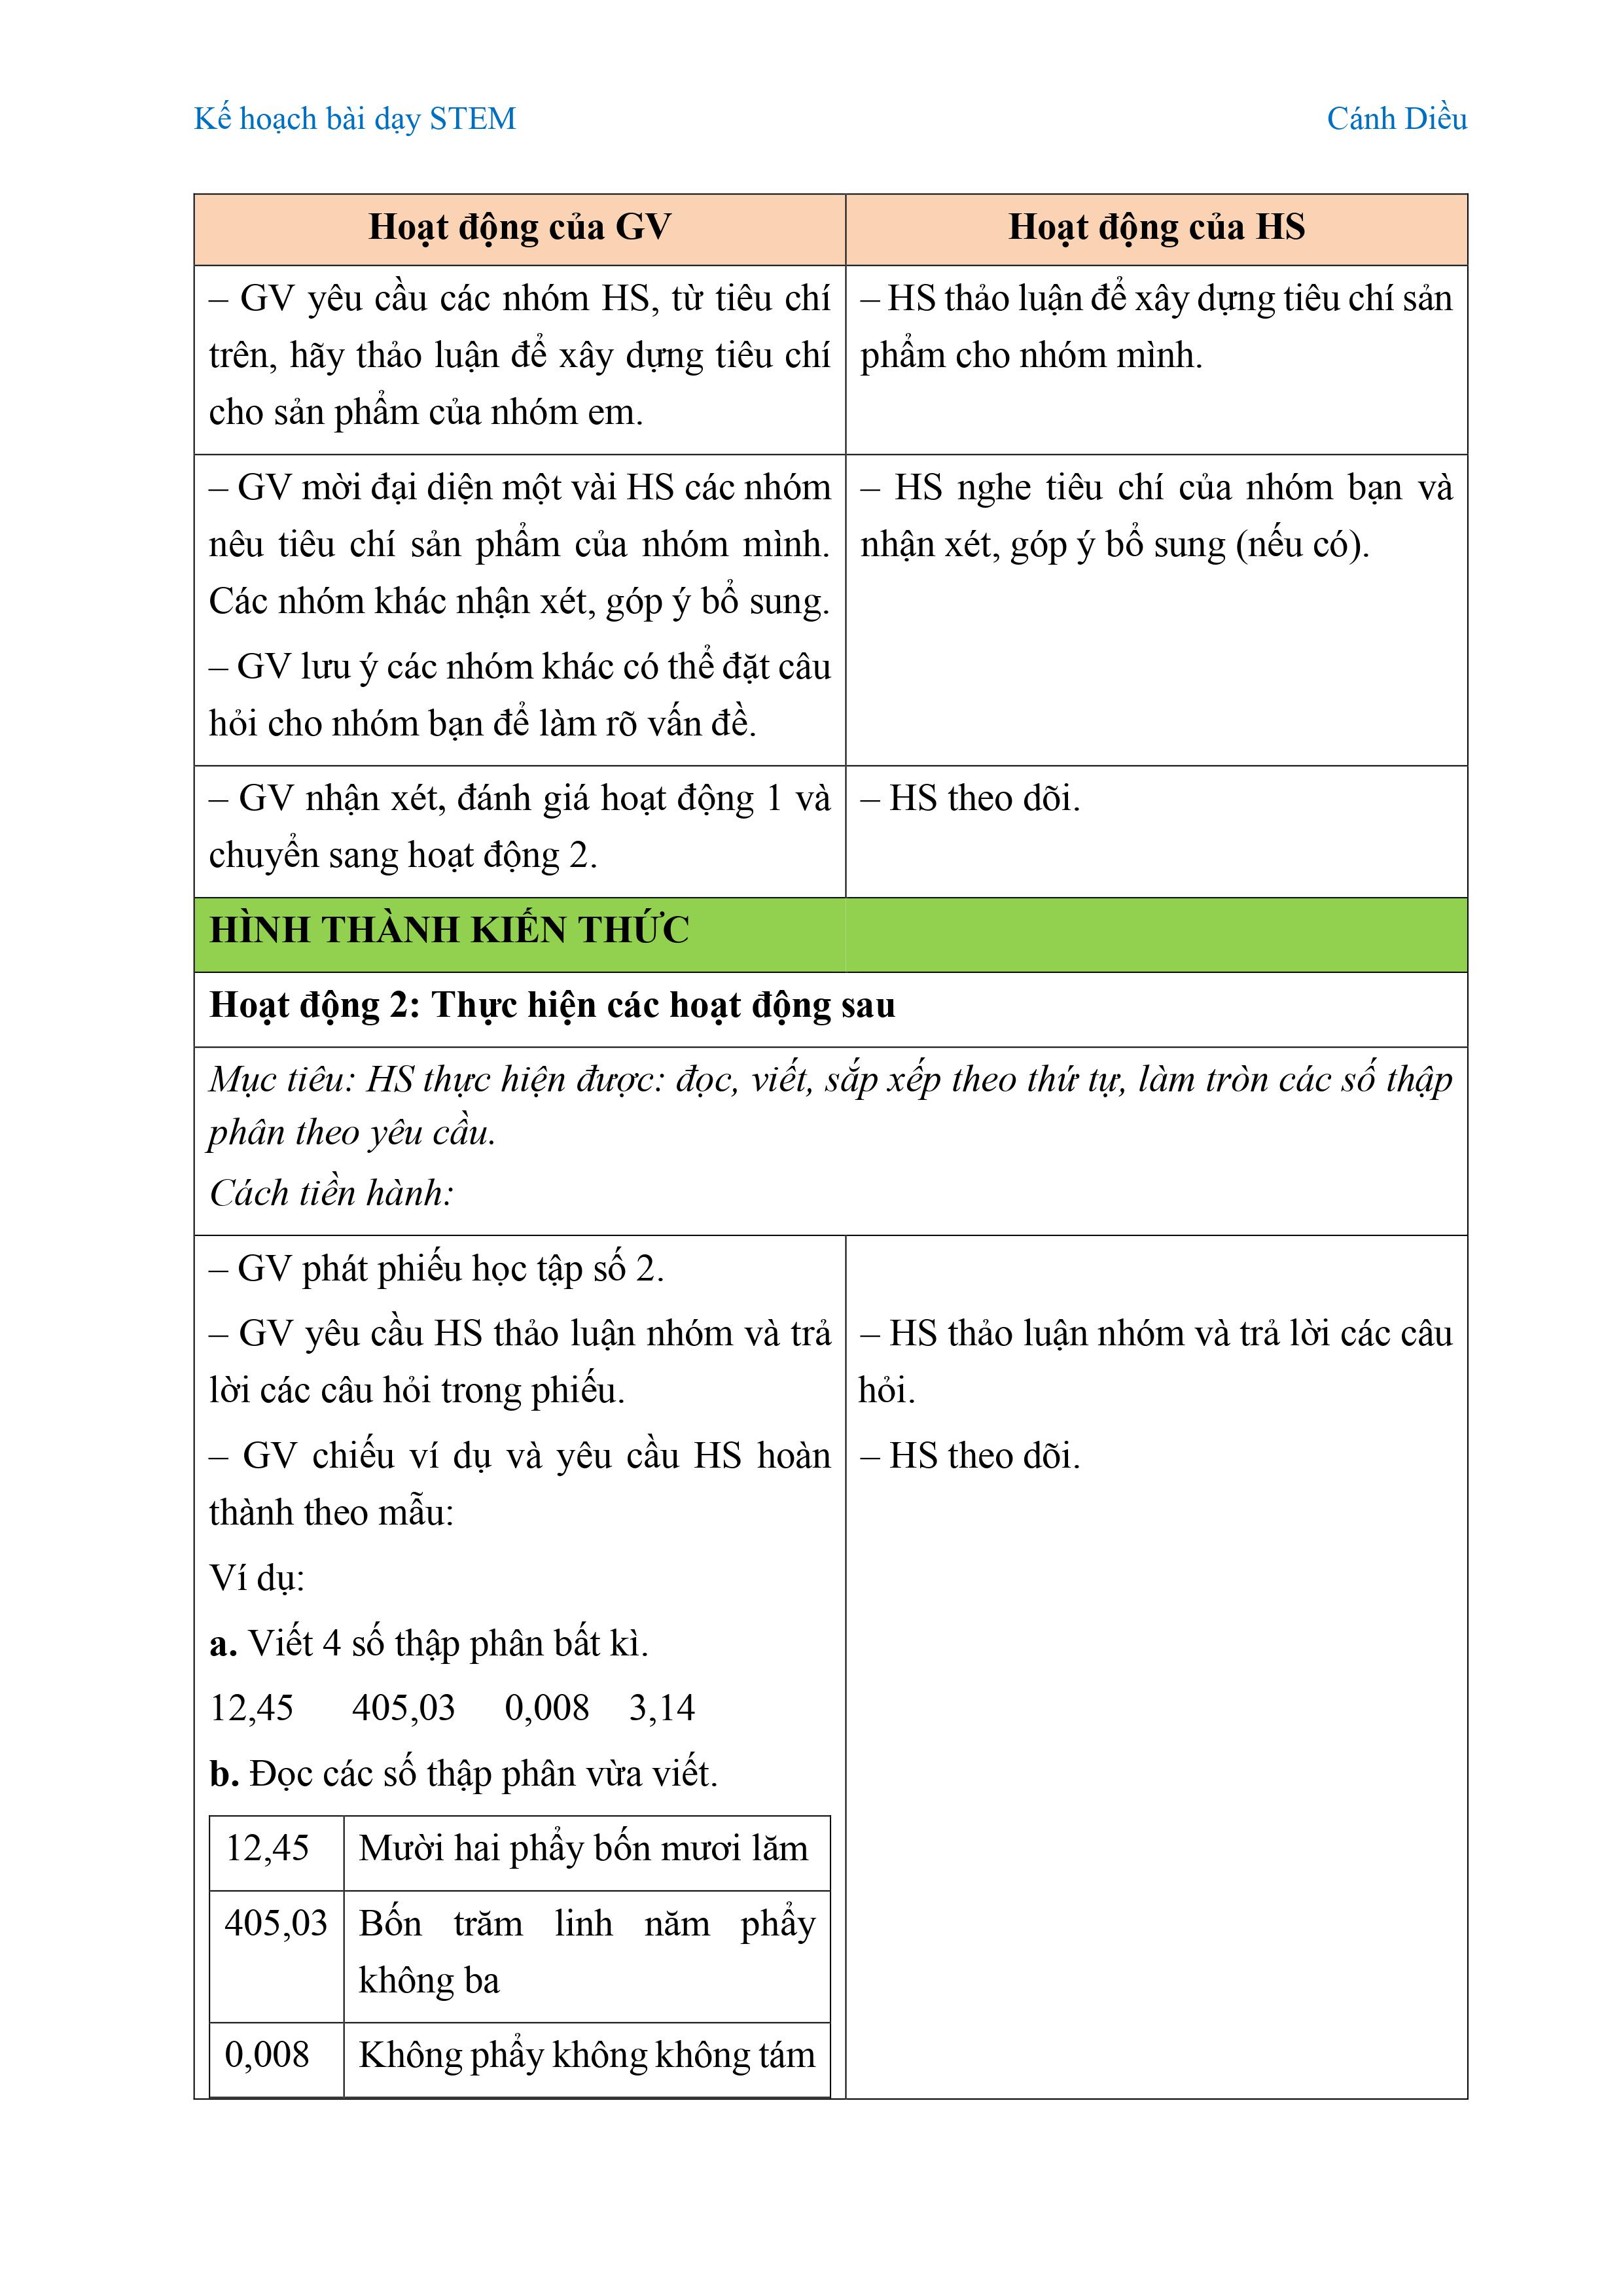 Kế hoạch bài dạy STEM
Cánh Diều
Hoạt động của GV
Hoạt động của HS
– GV yêu cầu các nhóm HS, từ tiêu chí
trên, hãy thảo luận để xây dựng tiêu chí
cho sản phẩm của nhóm em.
– HS thảo luận để xây dựng tiêu chí sản
phẩm cho nhóm mình.
– GV mời đại diện một vài HS các nhóm
nêu tiêu chí sản phẩm của nhóm mình.
Các nhóm khác nhận xét, góp ý bổ sung.
– GV lưu ý các nhóm khác có thể đặt câu
hỏi cho nhóm bạn để làm rõ vấn đề.
– HS nghe tiêu chí của nhóm bạn và
nhận xét, góp ý bổ sung (nếu có).
– GV nhận xét, đánh giá hoạt động 1 và
chuyển sang hoạt động 2.
– HS theo dõi.
HÌNH THÀNH KIẾN THỨC
Hoạt động 2: Thực hiện các hoạt động sau
Mục tiêu: HS thực hiện được: đọc, viết, sắp xếp theo thứ tự, làm tròn các số thập
phân theo yêu cầu.
Cách tiền hành:
– GV phát phiếu học tập số 2.
– GV yêu cầu HS thảo luận nhóm và trả
lời các câu hỏi trong phiếu.
– GV chiếu ví dụ và yêu cầu HS hoàn
thành theo mẫu:
Ví dụ:
a. Viết 4 số thập phân bất kì.
12,45 405,03 0,008 3,14
b. Đọc các số thập phân vừa viết.
12,45 Mười hai phẩy bốn mươi lăm
405,03 Bốn trăm linh năm phẩy
không ba
0,008 Không phẩy không không tám
– HS thảo luận nhóm và trả lời các câu
hỏi.
– HS theo dõi.